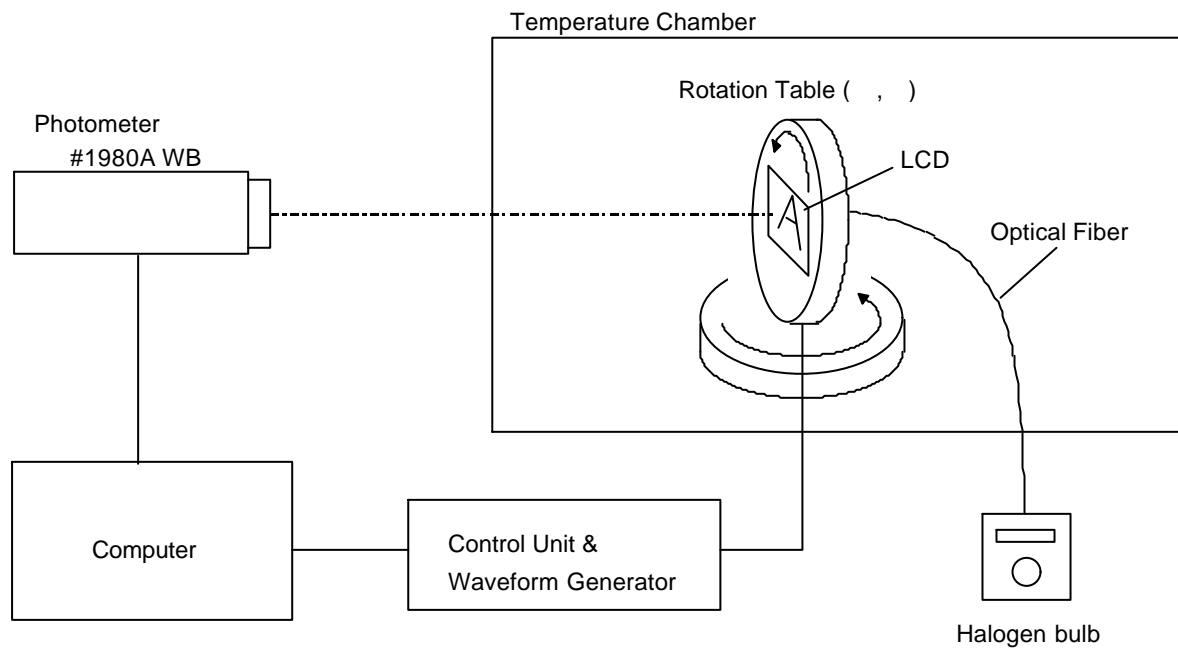 Temperature Chamber
Rotation Table ( , )
Photometer
#1980A WB
LCD
A
Optical Fiber
Computer
Control Unit &
Waveform Generator
Halogen bulb